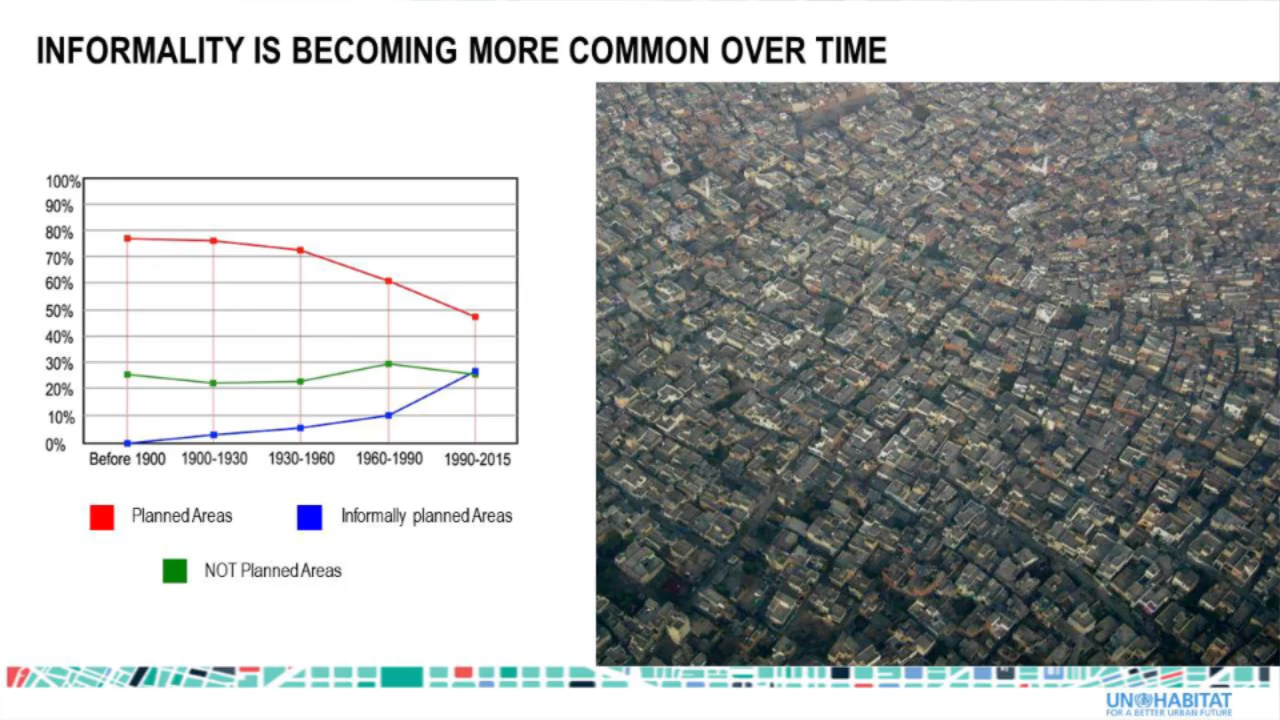 INFORMALITY IS BECOMING MORE COMMON OVER TIME
100%
90%
80%
70%
60%
50%
40%
30%
20%
10%
0%
Before 1900 1900-1930 1930-1960 1960-1990 1990-2015
Planned Areas Informally planned Areas
NOT Planned Areas
UN HABITAT
FOR A BETTER URBAN FUTURE